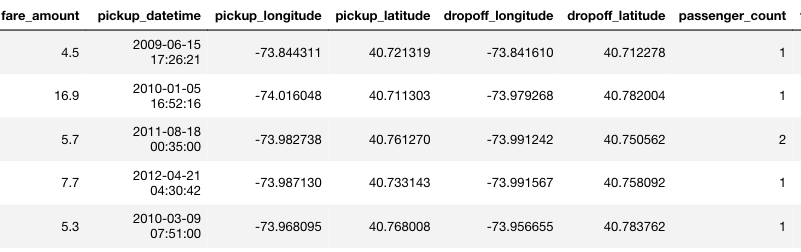 fare_amount pickup_datetime pickup_longitude pickup_latitude dropoff_longitude dropoff_latitude passenger_count
4.5 2009-06-15 17:26:21 -73.844311 40.721319 -73.841610 40.712278 1
16.9 2010-01-05 16:52:16 -74.016048 40.711303 -73.979268 40.782004 1
5.7 2011-08-18 00:35:00 -73.982738 40.761270 -73.991242 40.750562 2
7.7 2012-04-21 04:30:42 -73.987130 40.733143 -73.991567 40.758092 1
5.3 2010-03-09 07:51:00 -73.968095 40.768008 -73.956655 40.783762 1